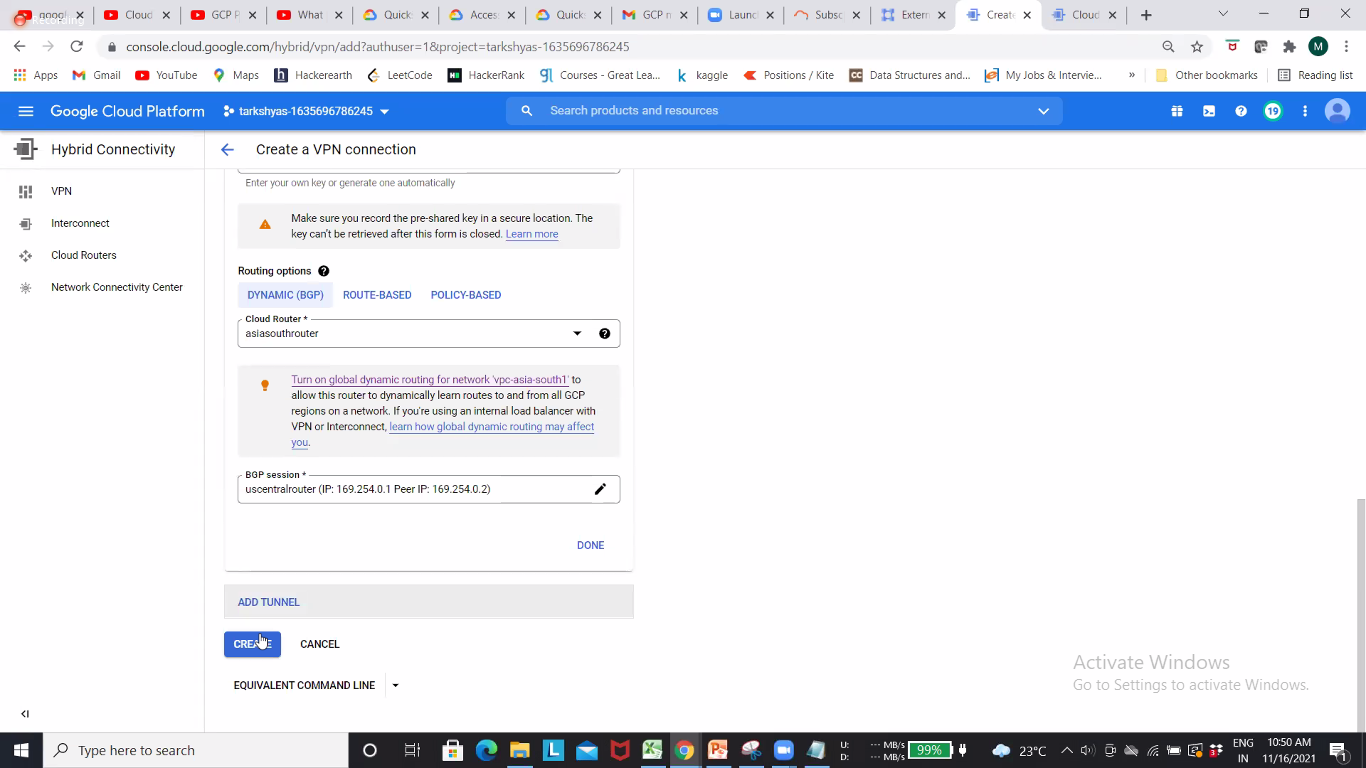 Recording
googl
Cloud
GCP P
What
Quick
Acces
Quick
GCP n
Launc
Subsc
Extern
Create
Cloud
console.cloud.google.com/hybrid/vpn/add?authuser=1&project=tarkshyas-1635696786245
M
Apps
Gmail
YouTube
Maps
Hackerearth
LeetCode
HackerRank
Courses - Great Lea...
kaggle
Positions / Kite
Data Structures and...
My Jobs & Intervie...
»
Other bookmarks
Reading list
Google Cloud Platform
tarkshyas-1635696786245
Search products and resources
19
Hybrid Connectivity
Create a VPN connection
VPN
Interconnect
Cloud Routers
Network Connectivity Center
Enter your own key or generate one automatically
Make sure you record the pre-shared key in a secure location. The
key can't be retrieved after this form is closed. Learn more
Routing options
DYNAMIC (BGP)
ROUTE-BASED
POLICY-BASED
Cloud Router *
asiasouthrouter
Turn on global dynamic routing for network 'vpc-asia-south1' to
allow this router to dynamically learn routes to and from all GCP
regions on a network. If you're using an internal load balancer with
VPN or Interconnect, learn how global dynamic routing may affect
you.
BGP session *
uscentralrouter (IP: 169.254.0.1 Peer IP: 169.254.0.2)
DONE
ADD TUNNEL
CREATE
CANCEL
EQUIVALENT COMMAND LINE
Activate Windows
Go to Settings to activate Windows.
Type here to search
U: --- MB/s
D: --- MB/s
99%
23°C
ENG
IN
10:50 AM
11/16/2021